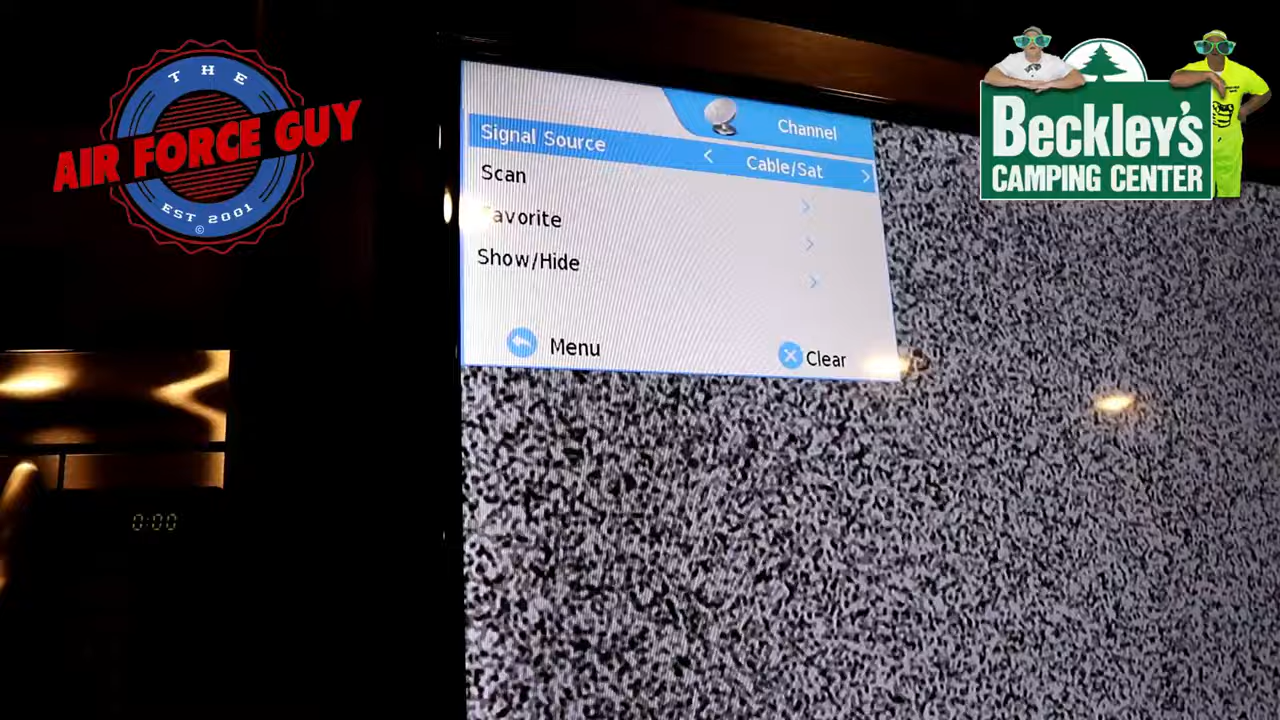 THE
AIR FORCE GUY
EST 2001
©
Beckley's
CAMPING CENTER
Channel
Signal Source
Cable/Sat
Scan
Favorite
Show/Hide
Menu
Clear
0:00